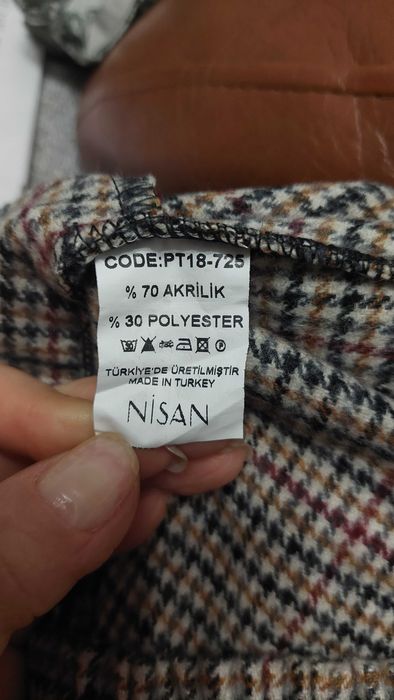 CODE:PT18-725
% 70 AKRİLİK
% 30 POLYESTER
TÜRKİYE'DE ÜRETİLMİŞTİR
MADE IN TURKEY
NİSAN